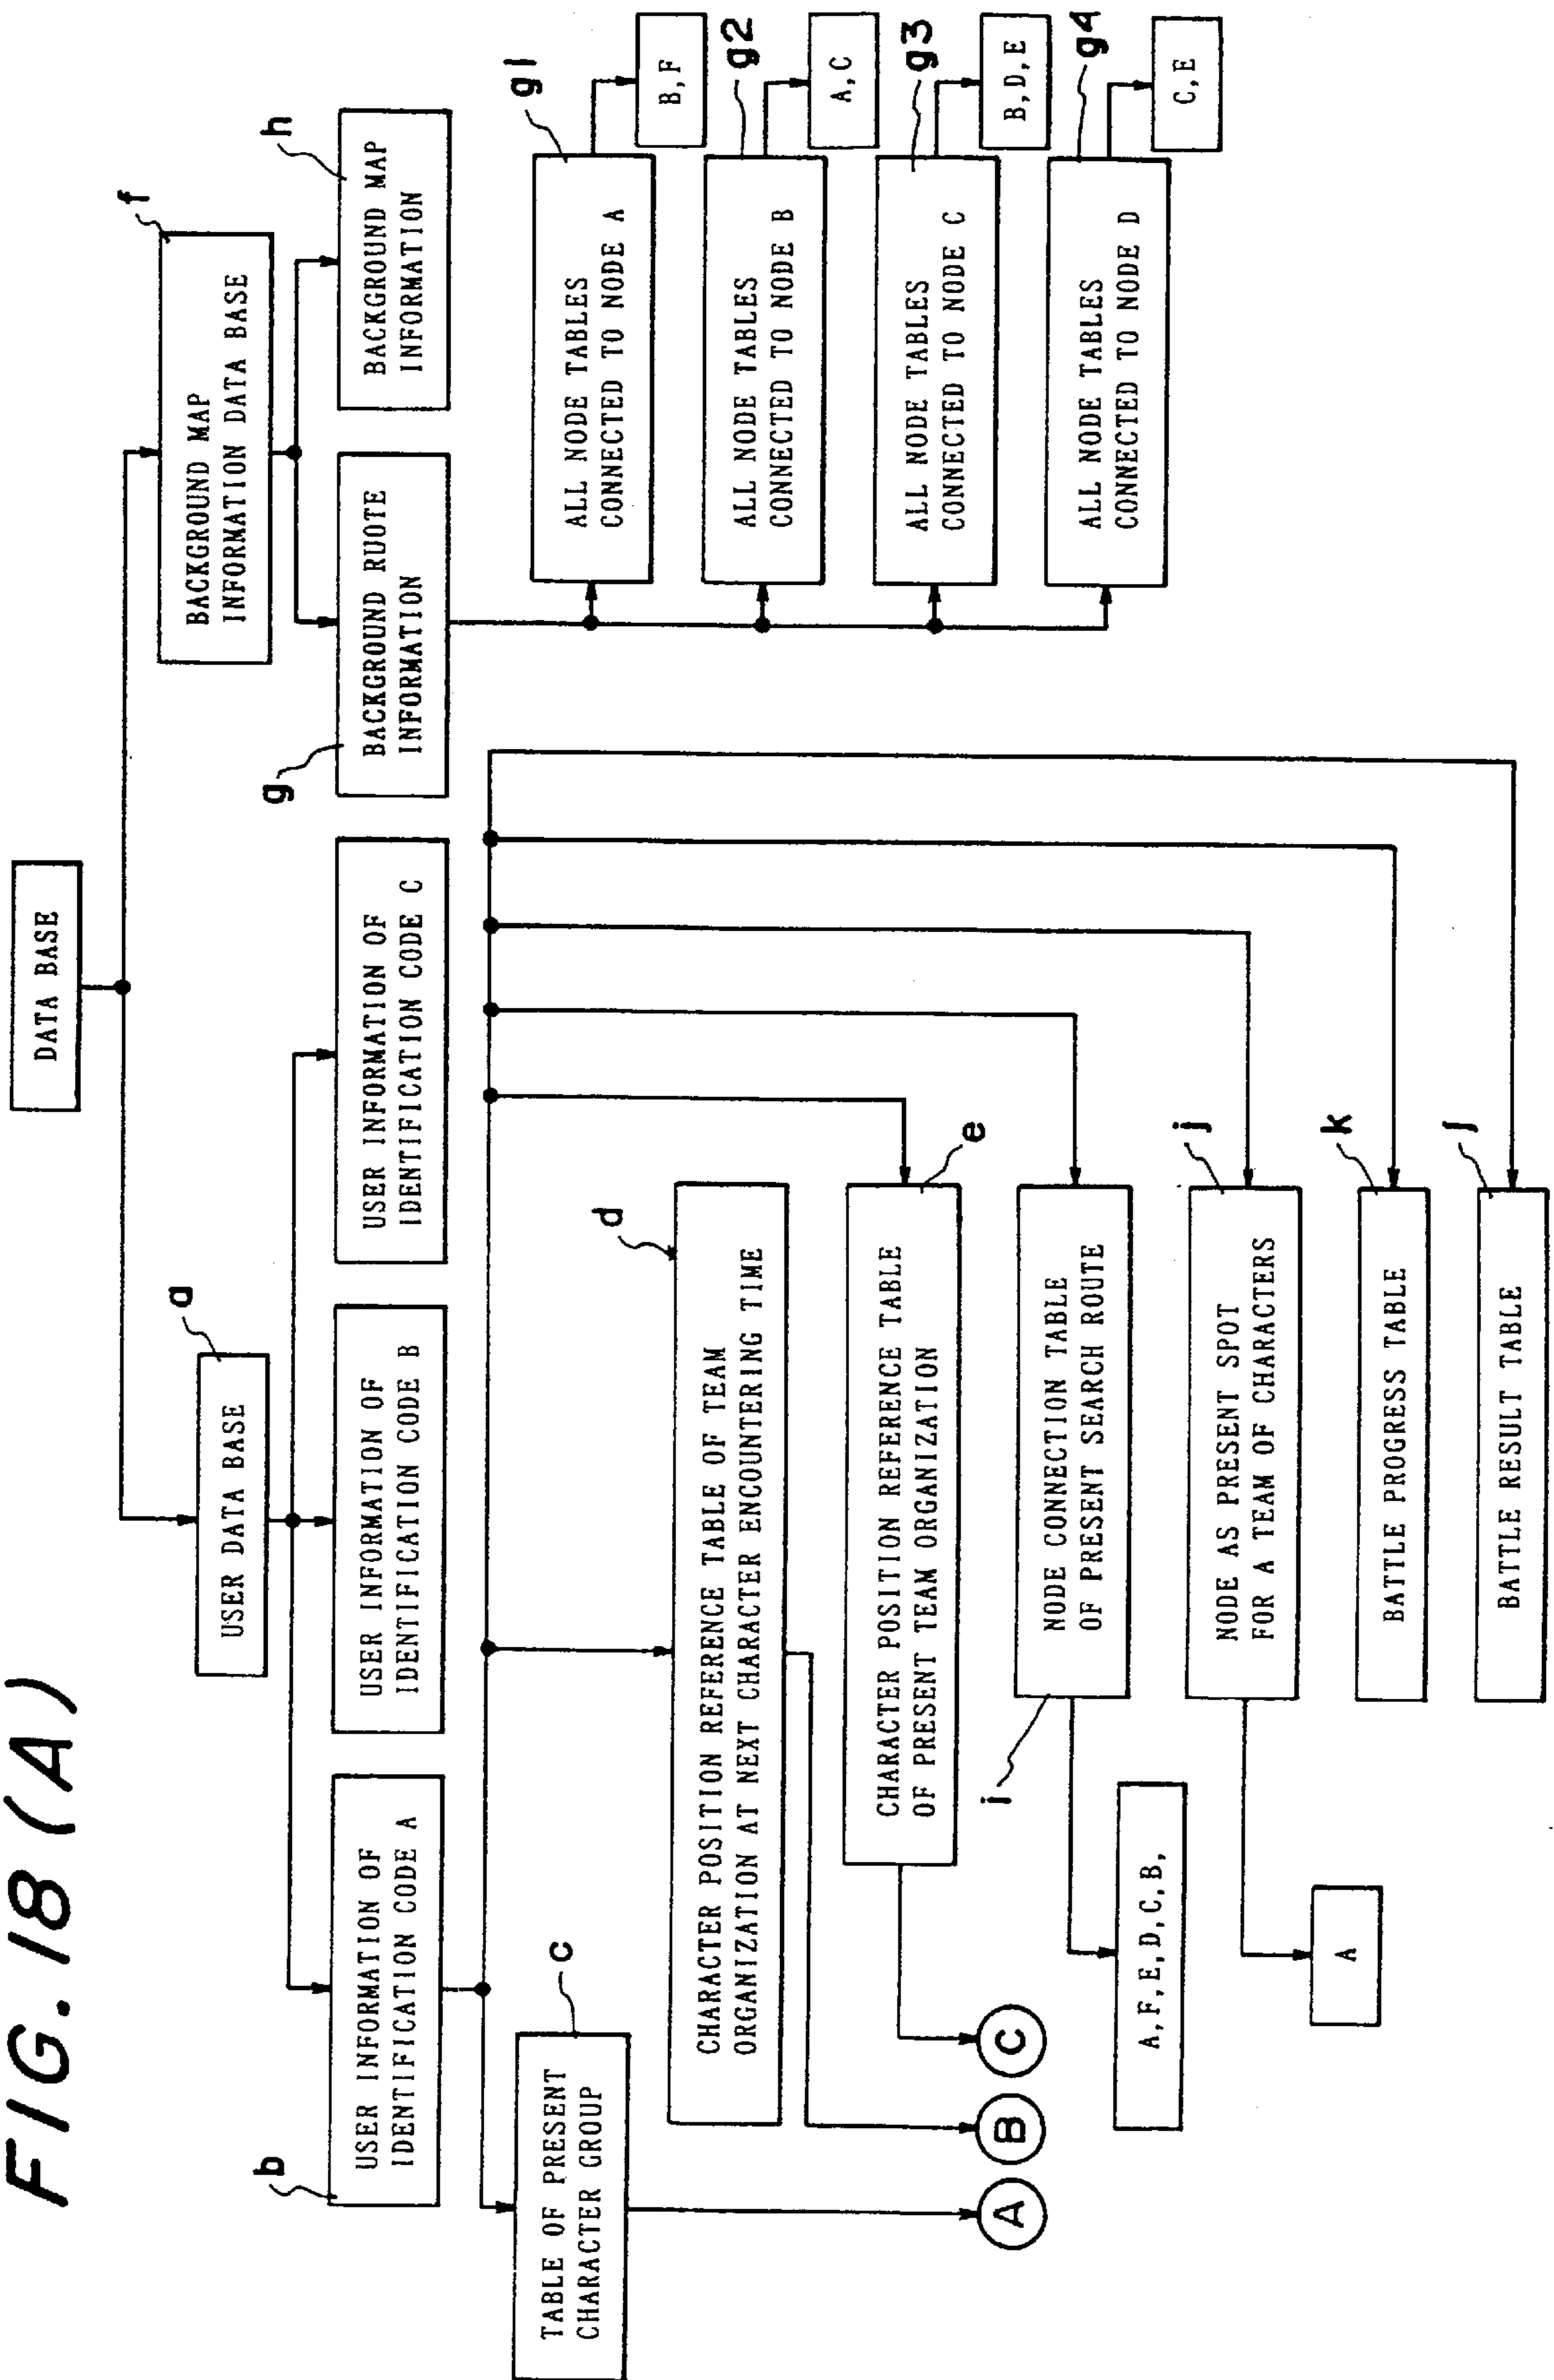 FIG. 18 (A)
DATA BASE
a
USER DATA BASE
f
BACKGROUND MAP
INFORMATION DATA BASE
b
USER INFORMATION OF
IDENTIFICATION CODE A
USER INFORMATION OF
IDENTIFICATION CODE B
USER INFORMATION OF
IDENTIFICATION CODE C
g
BACKGROUND RUOTE
INFORMATION
h
BACKGROUND MAP
INFORMATION
c
TABLE OF PRESENT
CHARACTER GROUP
d
CHARACTER POSITION REFERENCE TABLE OF TEAM
ORGANIZATION AT NEXT CHARACTER ENCOUNTERING TIME
e
CHARACTER POSITION REFERENCE TABLE
OF PRESENT TEAM ORGANIZATION
A
B
C
i
NODE CONNECTION TABLE
OF PRESENT SEARCH ROUTE
A, F, E, D, C, B,
j
NODE AS PRESENT SPOT
FOR A TEAM OF CHARACTERS
A
k
BATTLE PROGRESS TABLE
l
BATTLE RESULT TABLE
g1
ALL NODE TABLES
CONNECTED TO NODE A
B, F
g2
ALL NODE TABLES
CONNECTED TO NODE B
A, C
g3
ALL NODE TABLES
CONNECTED TO NODE C
B, D, E
g4
ALL NODE TABLES
CONNECTED TO NODE D
C, E